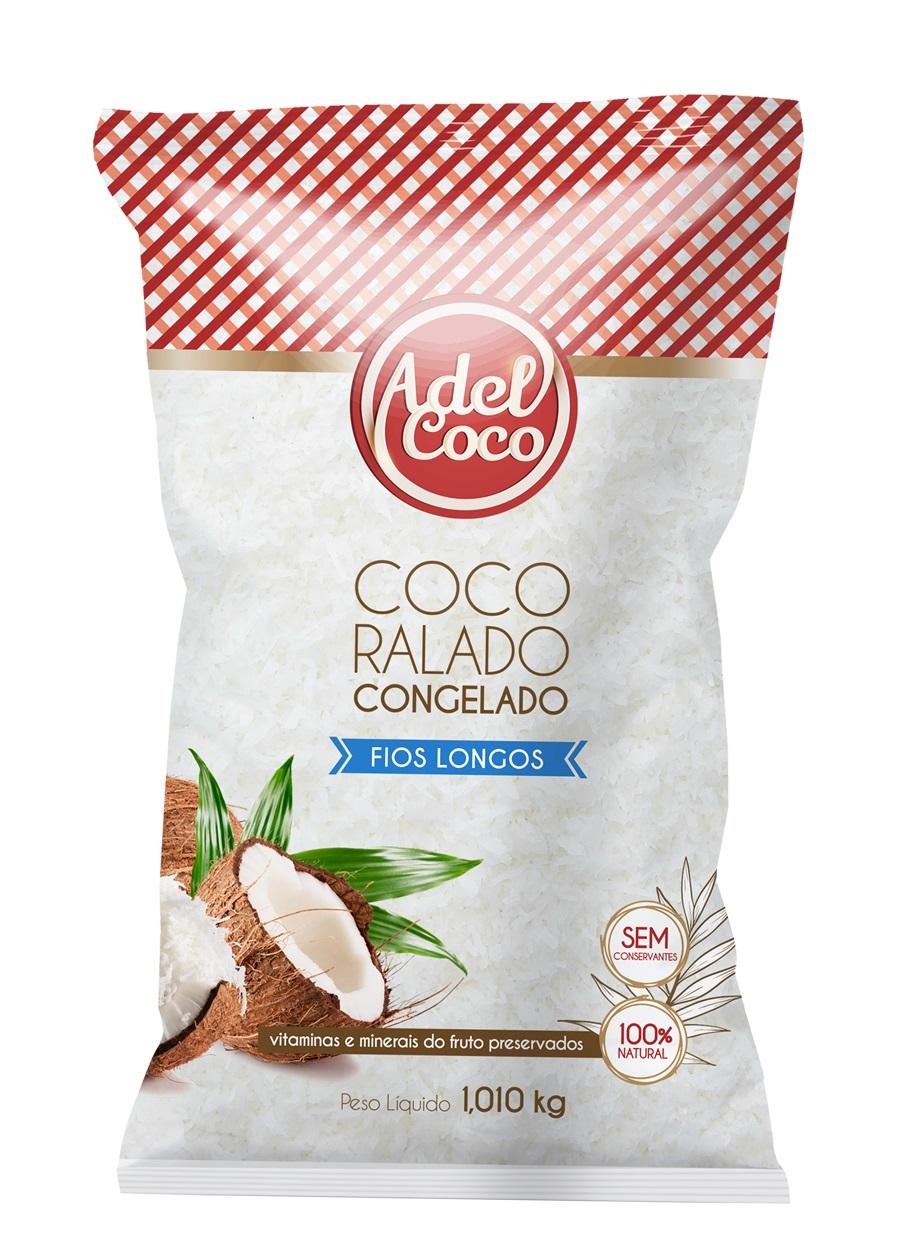 Adel
Coco
COCO
RALADO
CONGELADO
FIOS LONGOS
SEM
CONSERVANTES
100%
NATURAL
vitaminas e minerais do fruto preservados
Peso Líquido 1,010 kg